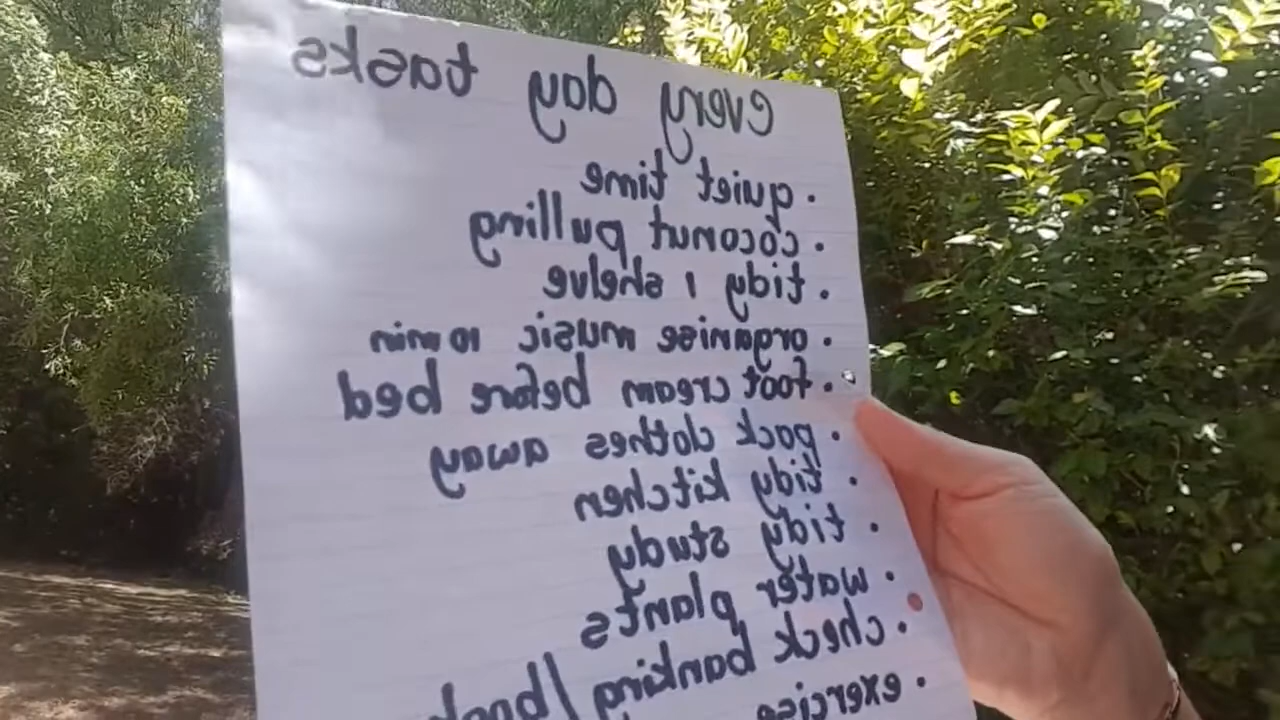 every day tasks
· quiet time
· coconut pulling
· tidy 1 shelve
· organise music 10 min
· foot cream before bed
· pack clothes away
· tidy kitchen
· tidy study
· water plants
· check banking/
· exercise